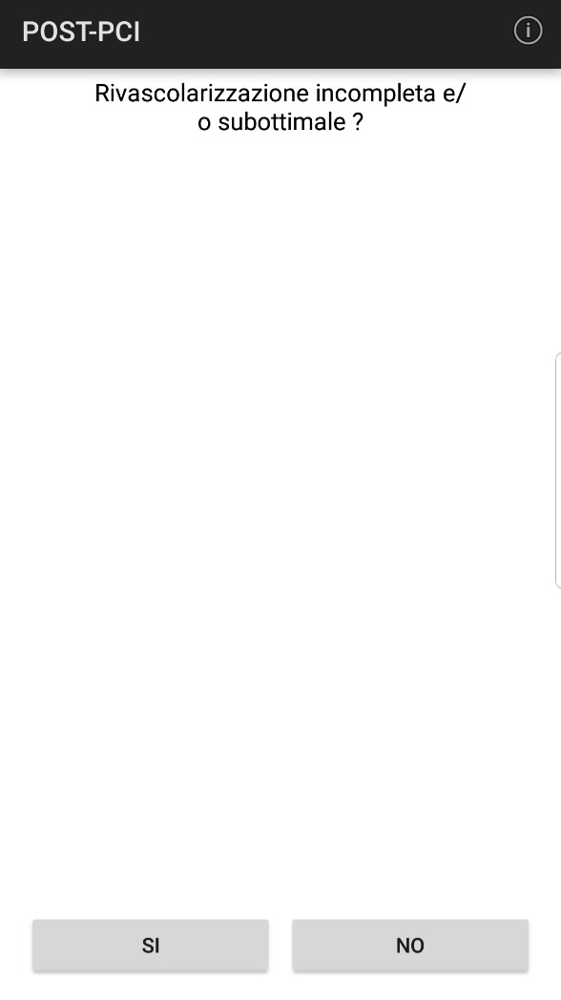 POST-PCI
Rivascolarizzazione incompleta e/
o subottimale ?
SI
NO